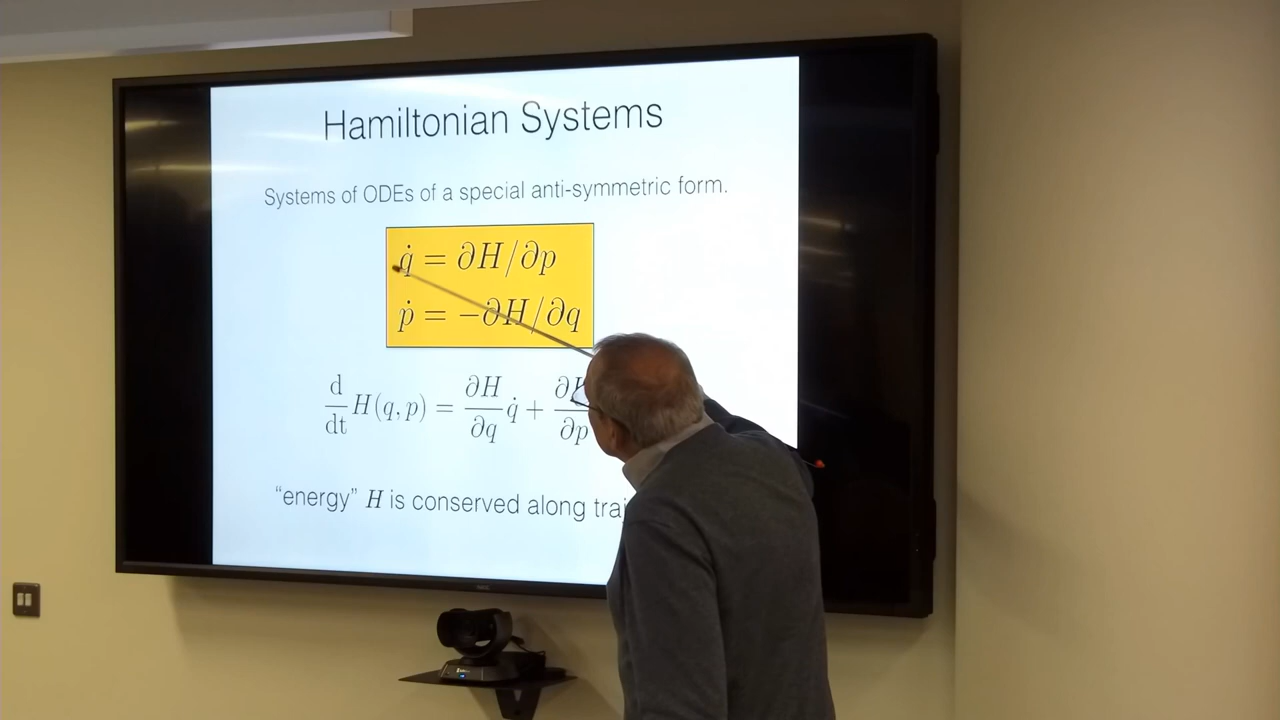 Hamiltonian Systems
Systems of ODEs of a special anti-symmetric form.
q̇ = ∂H/∂p
ṗ = −∂H/∂q
d/dt H(q, p) = ∂H/∂q q̇ + ∂H/∂p
“energy” H is conserved along